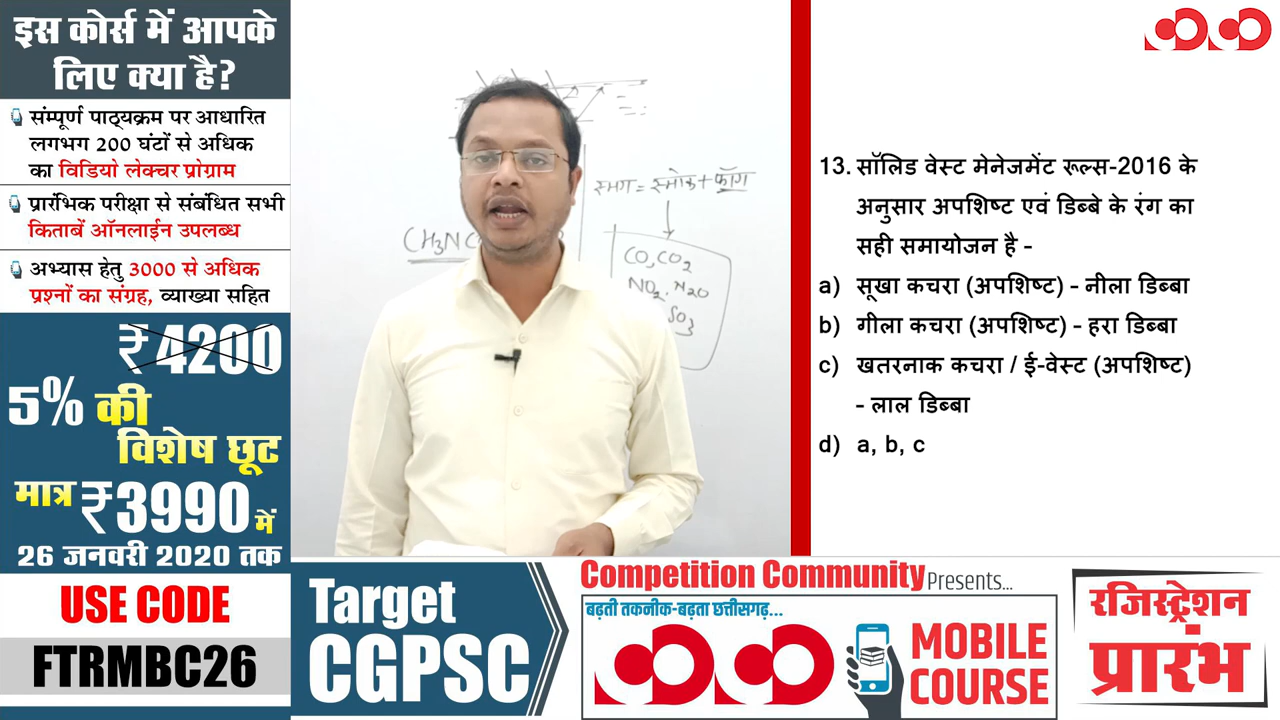 इस कोर्स में आपके
लिए क्या है?
संम्पूर्ण पाठ्यक्रम पर आधारित
लगभग 200 घंटों से अधिक
का विडियो लेक्चर प्रोग्राम
प्रारंभिक परीक्षा से संबंधित सभी
किताबें ऑनलाईन उपलब्ध
अभ्यास हेतु 3000 से अधिक
प्रश्नों का संग्रह, व्याख्या सहित
₹4200
5% की
विशेष छूट
मात्र ₹3990 में
26 जनवरी 2020 तक
USE CODE
FTRMBC26
स्मग = स्मोक + फॉग
CH3NC
CO, CO2
NO2, N2O
SO3
13. सॉलिड वेस्ट मेनेजमेंट रूल्स-2016 के
अनुसार अपशिष्ट एवं डिब्बे के रंग का
सही समायोजन है –
a) सूखा कचरा (अपशिष्ट) – नीला डिब्बा
b) गीला कचरा (अपशिष्ट) – हरा डिब्बा
c) खतरनाक कचरा / ई-वेस्ट (अपशिष्ट)
– लाल डिब्बा
d) a, b, c
Target
CGPSC
Competition Community Presents...
बढ़ती तकनीक-बढ़ता छत्तीसगढ़...
MOBILE
COURSE
रजिस्ट्रेशन
प्रारंभ